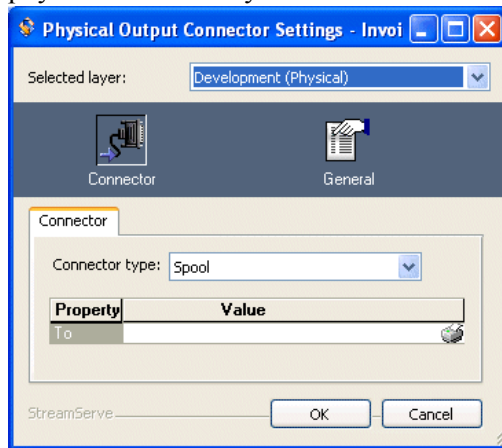 Physical Output Connector Settings - Invoi
Selected layer: Development (Physical)
Connector General
Connector
Connector type: Spool
Property Value
To
StreamServe OK Cancel